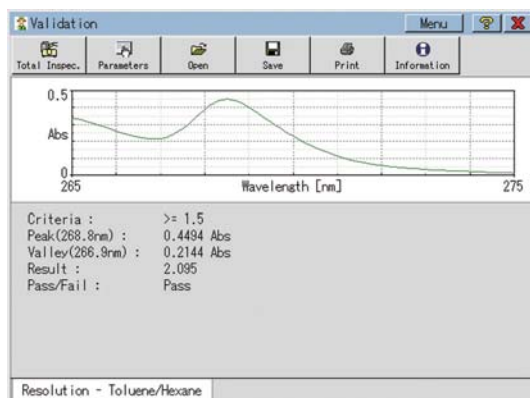 Validation Menu ? X
Total Inspec. Parameters Open Save Print Information
0.5
Abs
0
265 Wavelength [nm] 275
Criteria : >= 1.5
Peak(268.8nm) : 0.4494 Abs
Valley(266.9nm) : 0.2144 Abs
Result : 2.095
Pass/Fail : Pass
Resolution - Toluene/Hexane